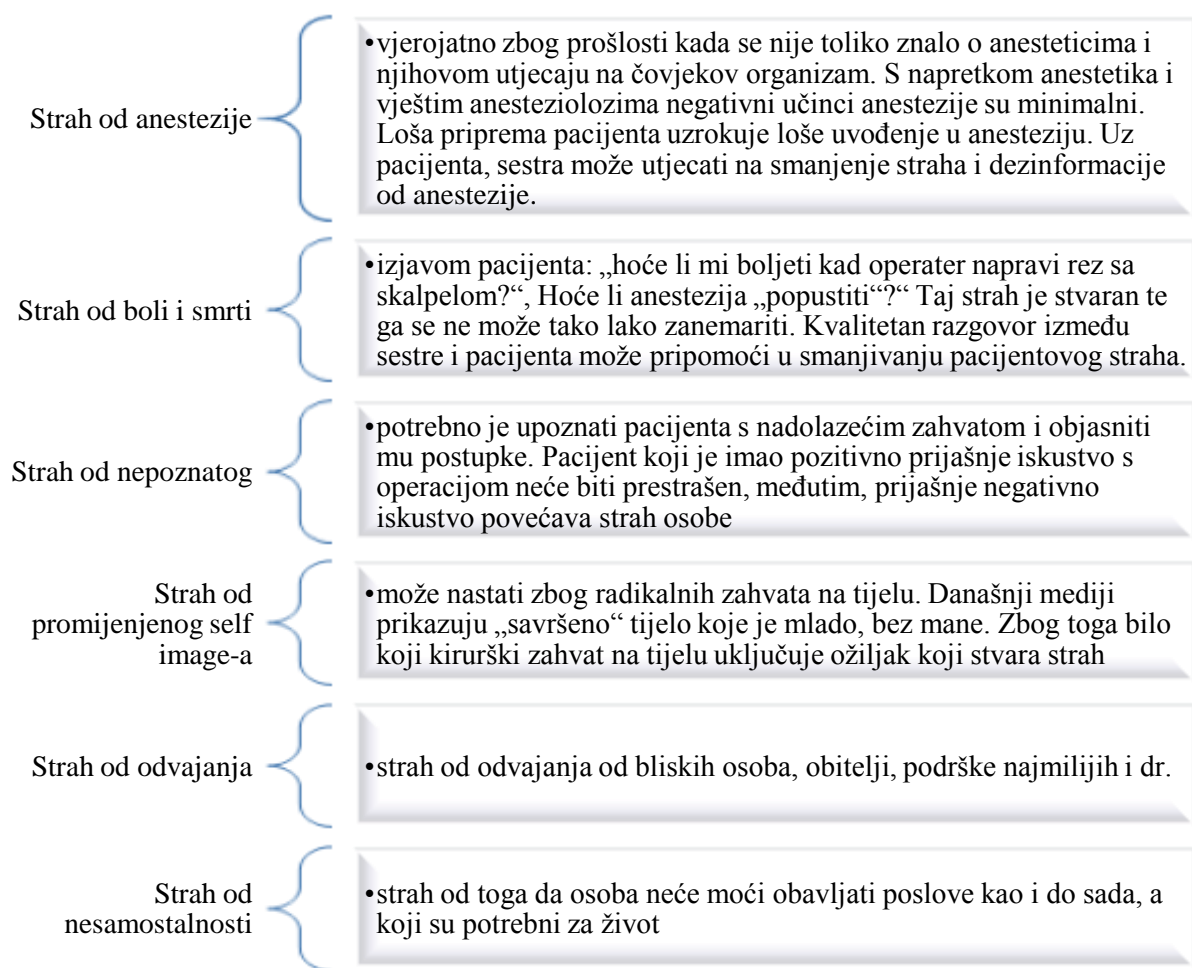 Strah od anestezije
•vjerojatno zbog prošlosti kada se nije toliko znalo o anesteticima i
njihovom utjecaju na čovjekov organizam. S napretkom anestetika i
vještim anesteziolozima negativni učinci anestezije su minimalni.
Loša priprema pacijenta uzrokuje loše uvođenje u anesteziju. Uz
pacijenta, sestra može utjecati na smanjenje straha i dezinformacije
od anestezije.
Strah od boli i smrti
•izjavom pacijenta: „hoće li mi boljeti kad operater napravi rez sa
skalpelom?“, Hoće li anestezija „popustiti“?“ Taj strah je stvaran te
ga se ne može tako lako zanemariti. Kvalitetan razgovor između
sestre i pacijenta može pripomoći u smanjivanju pacijentovog straha.
Strah od nepoznatog
•potrebno je upoznati pacijenta s nadolazećim zahvatom i objasniti
mu postupke. Pacijent koji je imao pozitivno prijašnje iskustvo s
operacijom neće biti prestrašen, međutim, prijašnje negativno
iskustvo povećava strah osobe
Strah od
promijenjenog self
image-a
•može nastati zbog radikalnih zahvata na tijelu. Današnji mediji
prikazuju „savršeno“ tijelo koje je mlado, bez mane. Zbog toga bilo
koji kirurški zahvat na tijelu uključuje ožiljak koji stvara strah
Strah od odvajanja
•strah od odvajanja od bliskih osoba, obitelji, podrške najmilijih i dr.
Strah od
nesamostalnosti
•strah od toga da osoba neće moći obavljati poslove kao i do sada, a
koji su potrebni za život